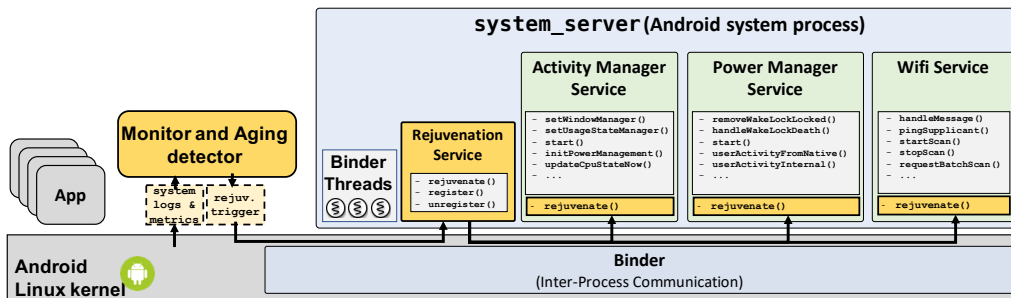 system_server (Android system process)
Activity Manager
Service
- setWindowManager()
- setUsageStateManager()
- start()
- initPowerManagement()
- updateCpuStateNow()
- ...
- rejuvenate()
Power Manager
Service
- removeWakeLockLocked()
- handleWakeLockDeath()
- start()
- userActivityFromNative()
- userActivityInternal()
- ...
- rejuvenate()
Wifi Service
- handleMessage()
- pingSupplicant()
- startScan()
- stopScan()
- requestBatchScan()
- ...
- rejuvenate()
Monitor and Aging
detector
system
logs &
metrics
rejuv.
trigger
App
Binder
Threads
Rejuvenation
Service
- rejuvenate()
- register()
- unregister()
Android
Linux kernel
Binder
(Inter-Process Communication)